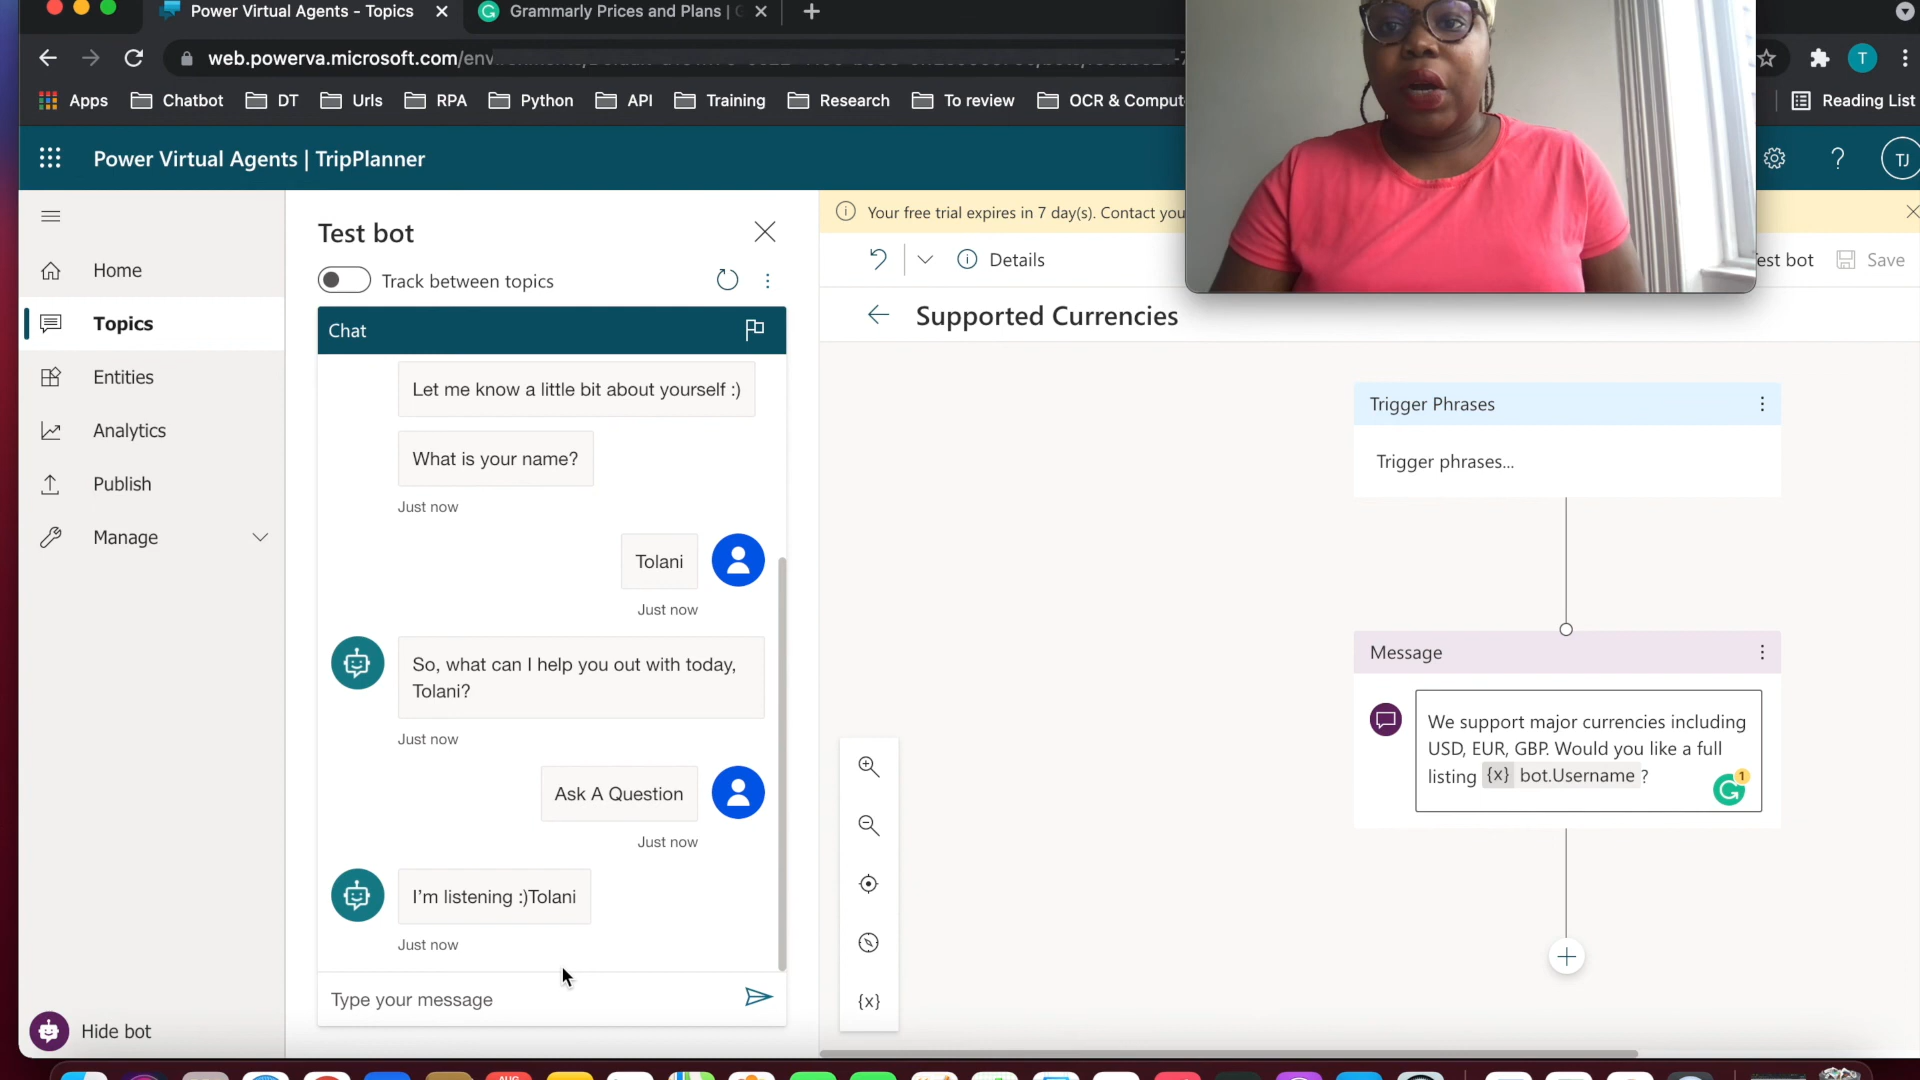 Power Virtual Agents - Topics
Grammarly Prices and Plans |
web.powerva.microsoft.com/env
T
Apps
Chatbot
DT
Urls
RPA
Python
API
Training
Research
To review
OCR & Comput
Reading List
Power Virtual Agents | TripPlanner
?
TJ
Test bot
Your free trial expires in 7 day(s). Contact you
Home
Topics
Entities
Analytics
Publish
Manage
Track between topics
Details
est bot
Save
Chat
Supported Currencies
Let me know a little bit about yourself :)
What is your name?
Just now
Tolani
Just now
So, what can I help you out with today,
Tolani?
Just now
Ask A Question
Just now
I'm listening :)Tolani
Just now
Type your message
Hide bot
{x}
Trigger Phrases
Trigger phrases...
Message
We support major currencies including
USD, EUR, GBP. Would you like a full
listing {x} bot.Username ?
1
AUG